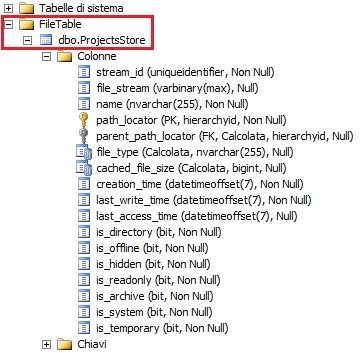 Tabelle di sistema
FileTable
dbo.ProjectsStore
Colonne
stream_id (uniqueidentifier, Non Null)
file_stream (varbinary(max), Null)
name (nvarchar(255), Non Null)
path_locator (PK, hierarchyid, Non Null)
parent_path_locator (FK, Calcolata, hierarchyid, Null)
file_type (Calcolata, nvarchar(255), Null)
cached_file_size (Calcolata, bigint, Null)
creation_time (datetimeoffset(7), Non Null)
last_write_time (datetimeoffset(7), Non Null)
last_access_time (datetimeoffset(7), Null)
is_directory (bit, Non Null)
is_offline (bit, Non Null)
is_hidden (bit, Non Null)
is_readonly (bit, Non Null)
is_archive (bit, Non Null)
is_system (bit, Non Null)
is_temporary (bit, Non Null)
Chiavi